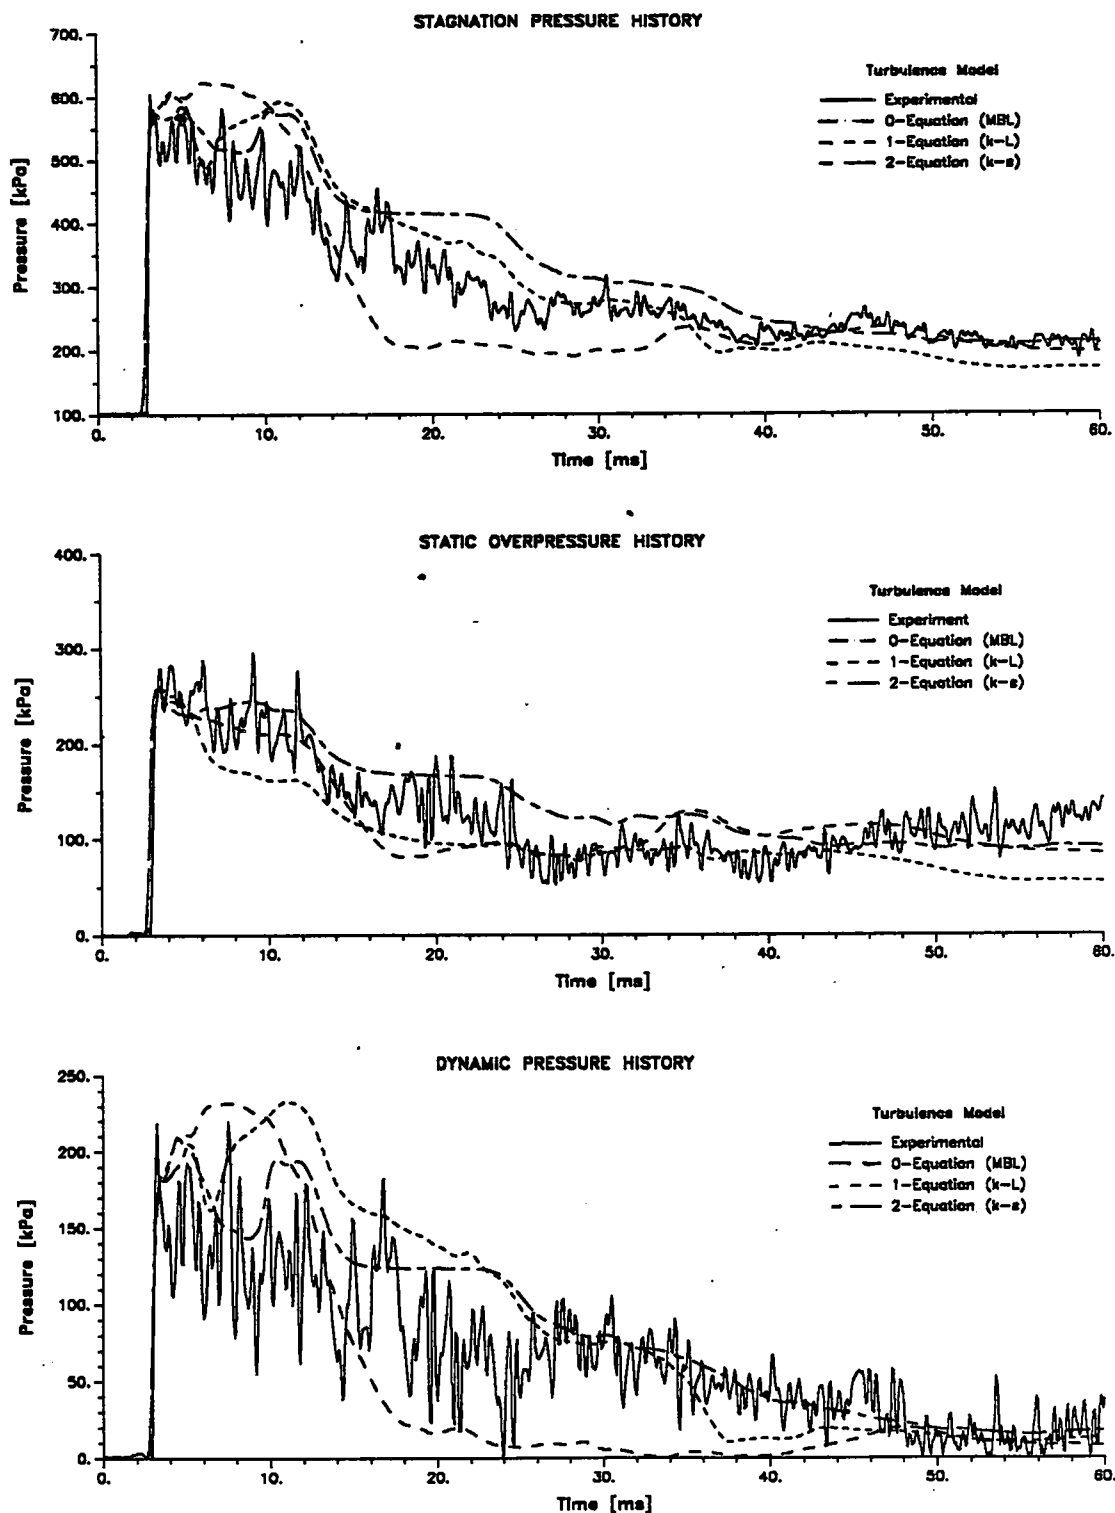 STAGNATION PRESSURE HISTORY
700.
600.
500.
400.
300.
200.
100.
Pressure [kPa]
Turbulence Model
Experimental
0-Equation (MBL)
1-Equation (k-L)
2-Equation (k-ε)
0.
10.
20.
30.
40.
50.
60.
Time [ms]
STATIC OVERPRESSURE HISTORY
400.
300.
200.
100.
0.
Pressure [kPa]
Turbulence Model
Experiment
0-Equation (MBL)
1-Equation (k-L)
2-Equation (k-ε)
0.
10.
20.
30.
40.
50.
60.
Time [ms]
DYNAMIC PRESSURE HISTORY
250.
200.
150.
100.
50.
0.
Pressure [kPa]
Turbulence Model
Experimental
0-Equation (MBL)
1-Equation (k-L)
2-Equation (k-ε)
0.
10.
20.
30.
40.
50.
60.
Time [ms]